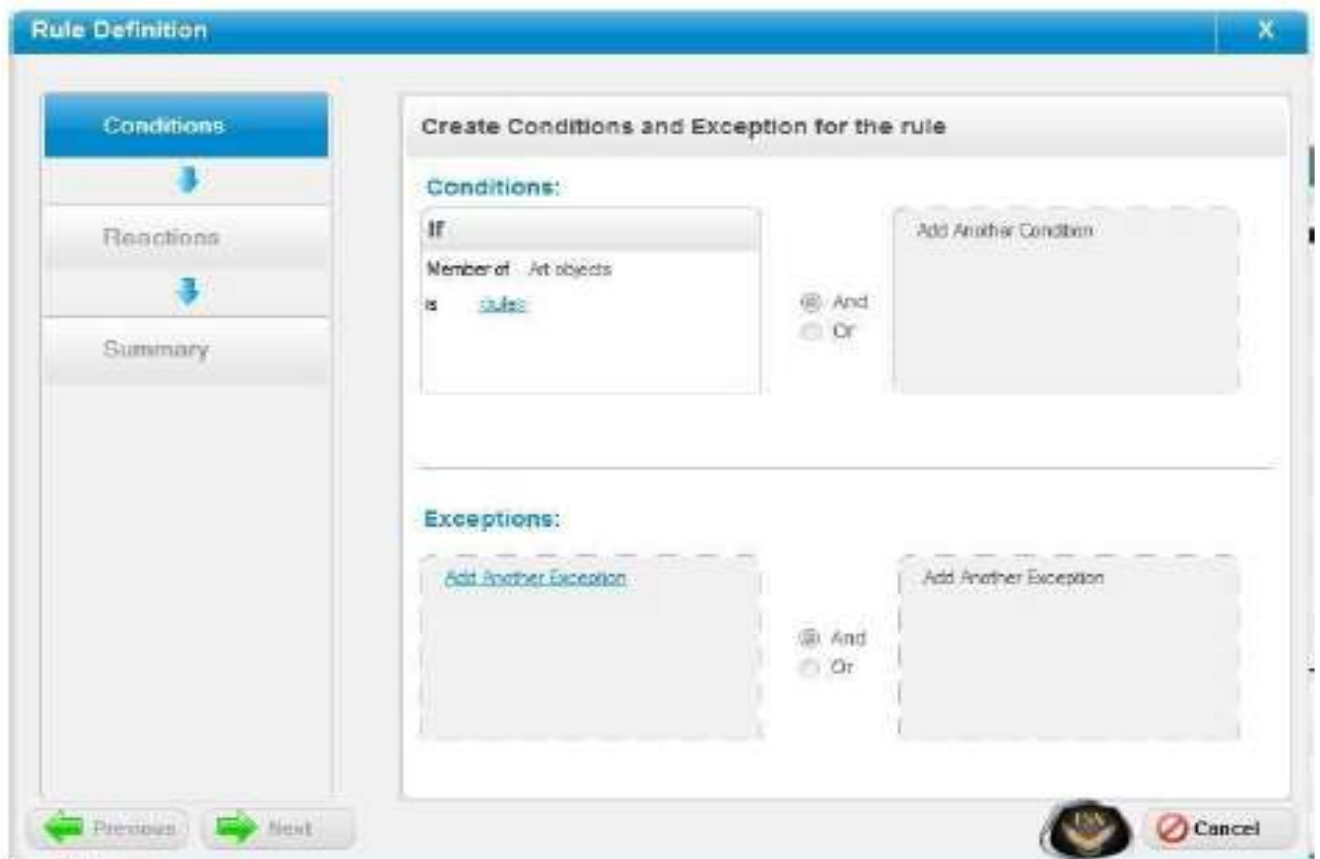 Rule Definition
X
Conditions
Reactions
Summary
Create Conditions and Exception for the rule
Conditions:
If
Member of Art objects
is
And
Or
Add Another Condition
Exceptions:
Add Another Exception
And
Or
Add Another Exception
Previous
Next
Cancel